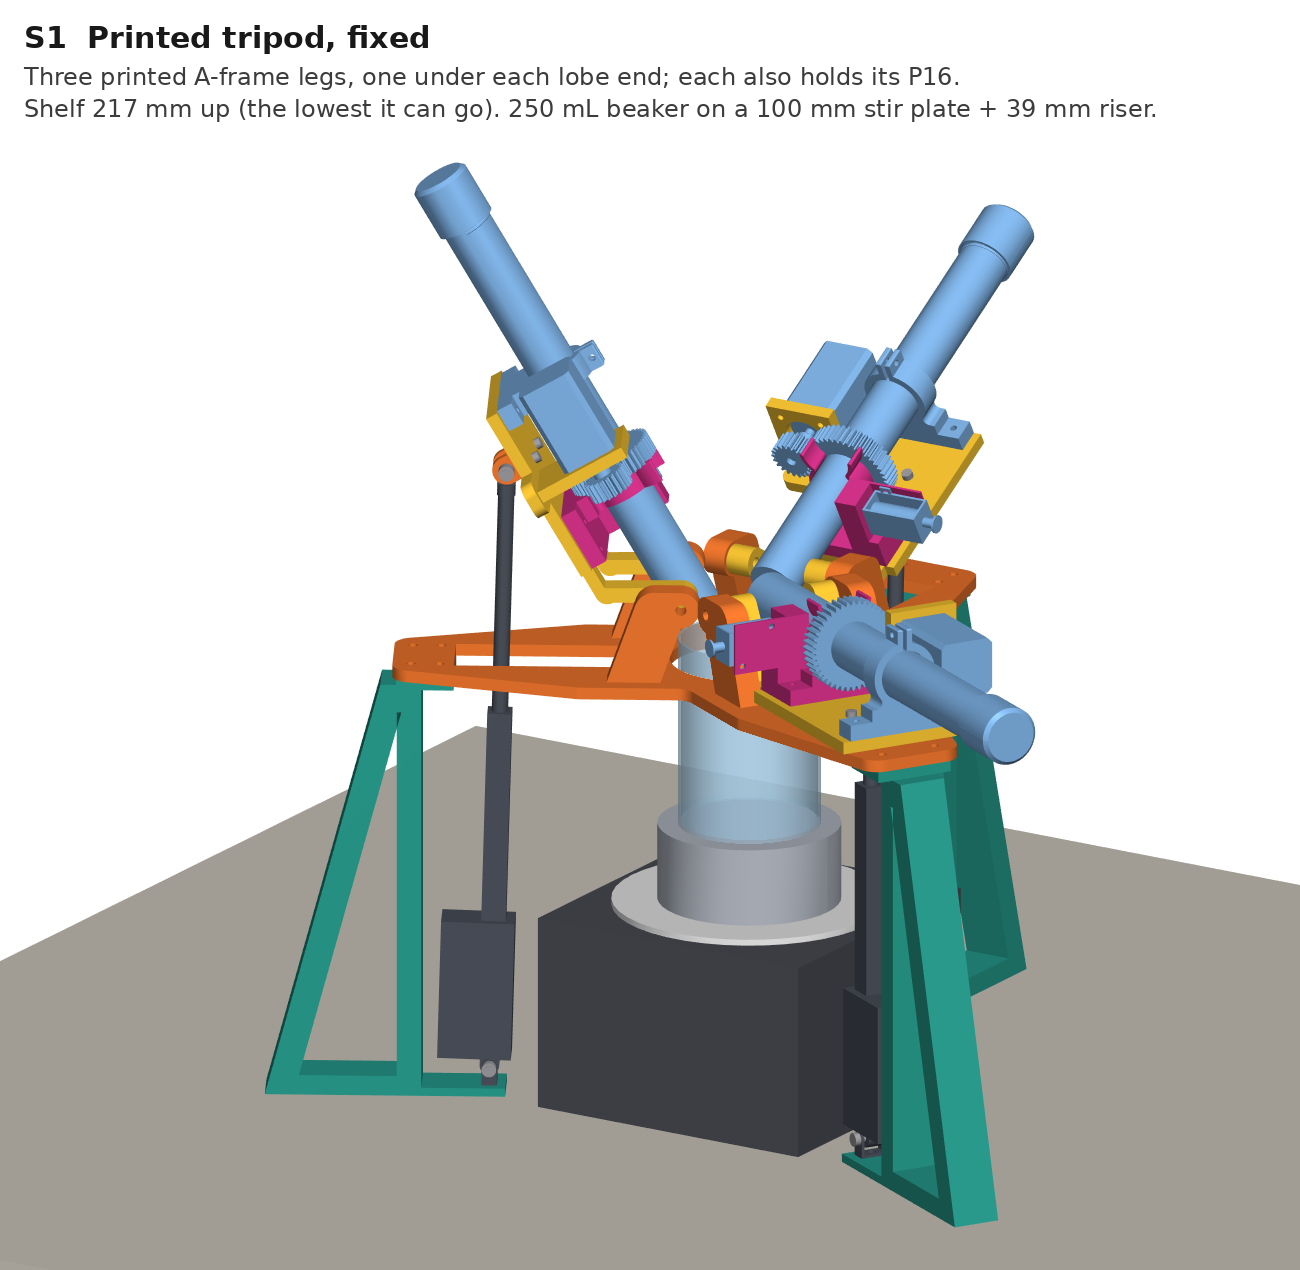 S1 Printed tripod, fixed
Three printed A-frame legs, one under each lobe end; each also holds its P16.
Shelf 217 mm up (the lowest it can go). 250 mL beaker on a 100 mm stir plate + 39 mm riser.